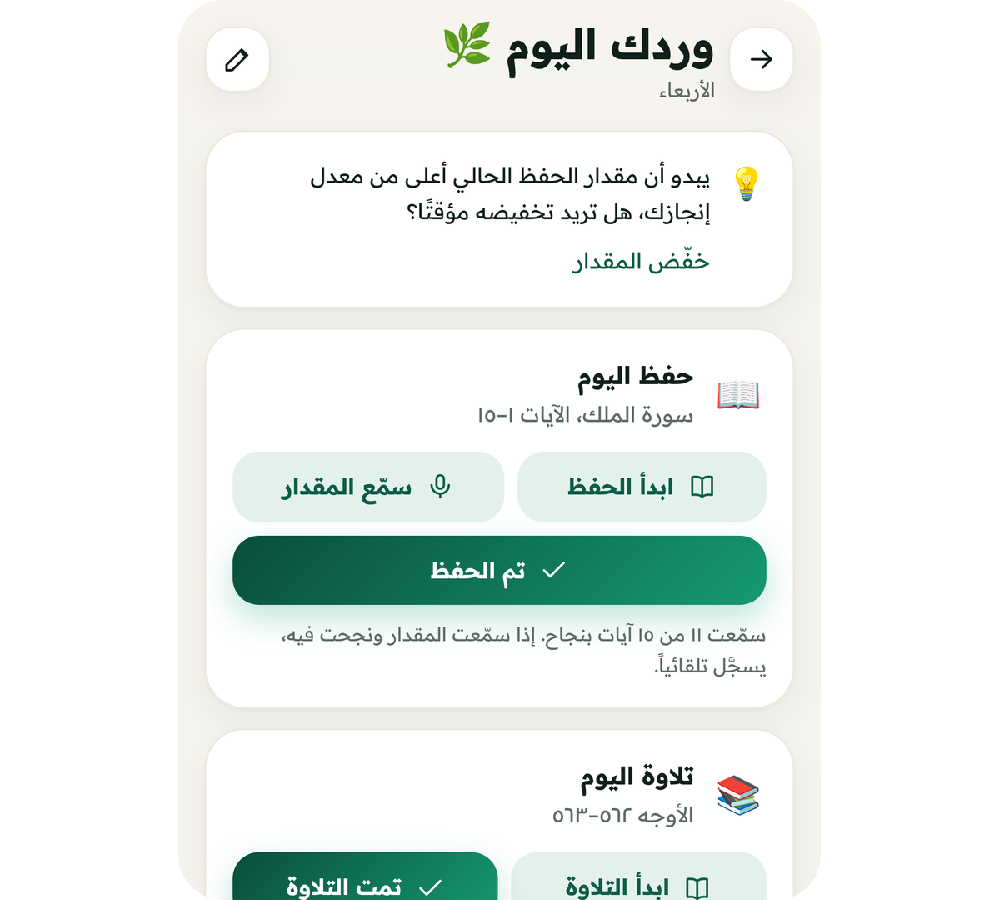 وردك اليوم 🌿
الأربعاء
يبدو أن مقدار الحفظ الحالي أعلى من معدل
إنجازك، هل تريد تخفيضه مؤقتًا؟
خفّض المقدار
حفظ اليوم
سورة الملك، الآيات ١–١٥
ابدأ الحفظ
سمّع المقدار
تم الحفظ
سمّعت ١١ من ١٥ آيات بنجاح. إذا سمّعت المقدار ونجحت فيه،
يسجَّل تلقائياً.
تلاوة اليوم
الأوجه ٥٦٢–٥٦٣
ابدأ التلاوة
تمت التلاوة